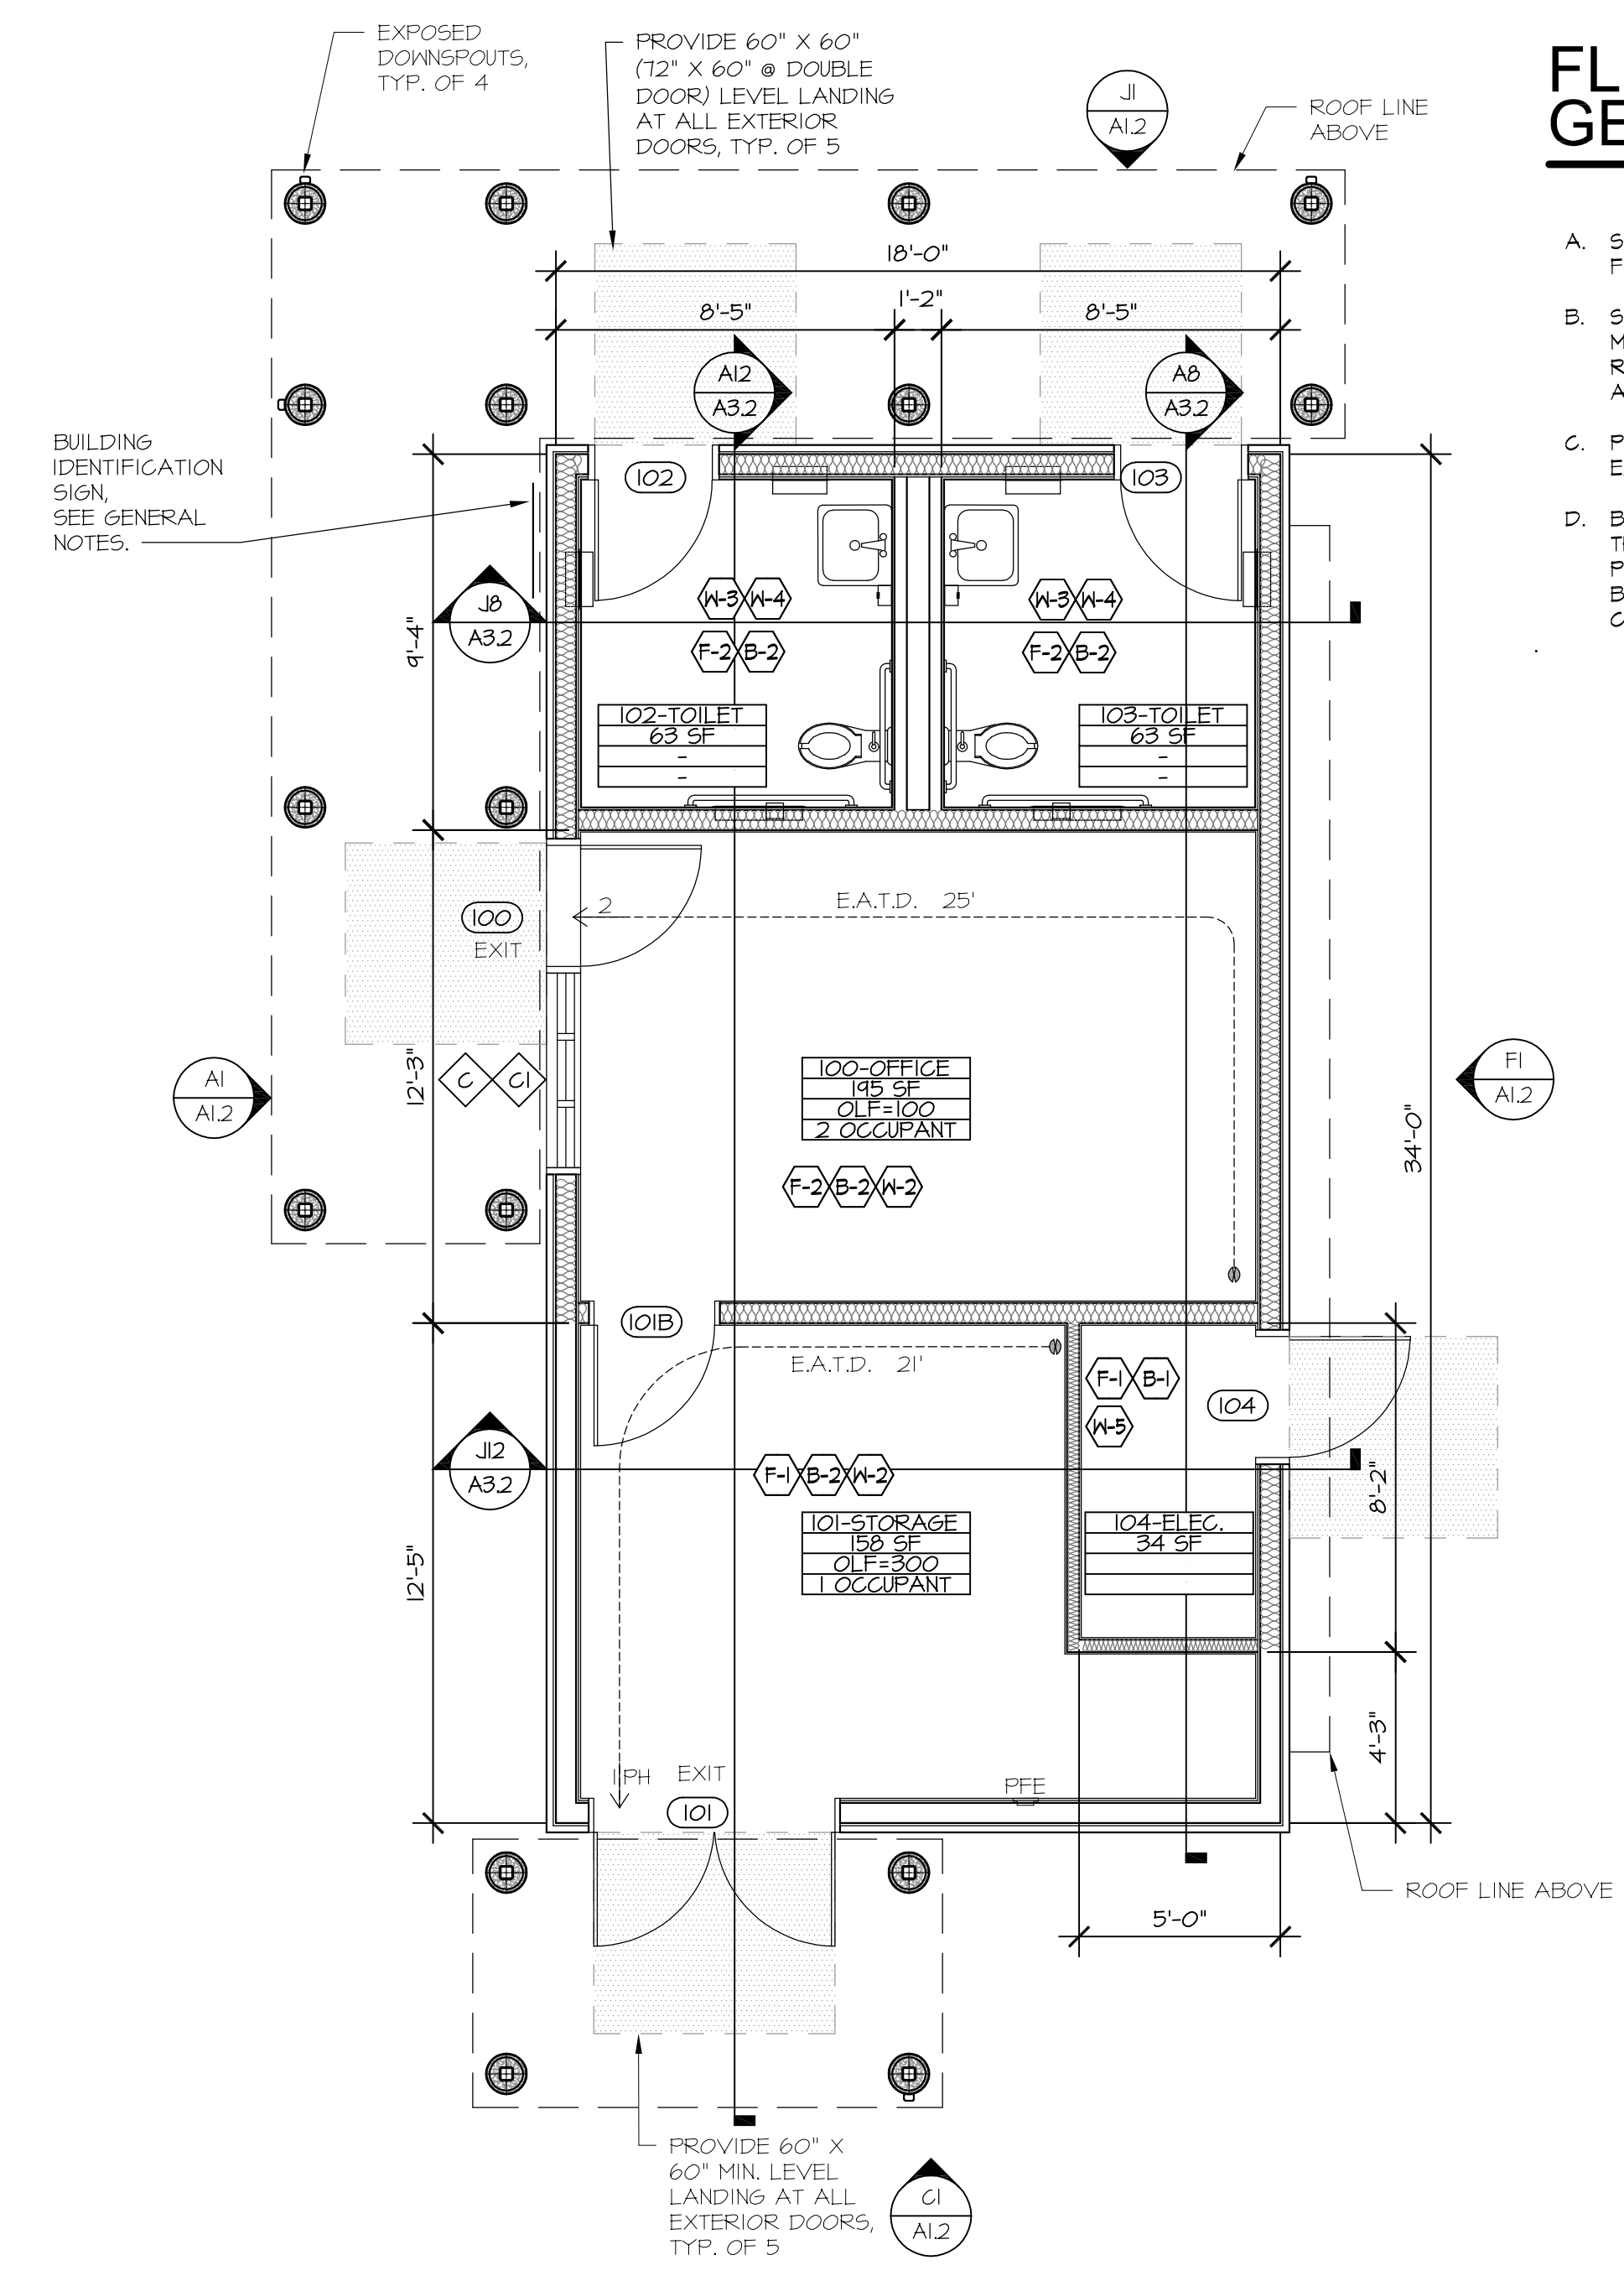 EXPOSED
DOWNSPOUTS,
TYP. OF 4
PROVIDE 60" X 60"
(72" X 60" @ DOUBLE
DOOR) LEVEL LANDING
AT ALL EXTERIOR
DOORS, TYP. OF 5
J1
A1.2
ROOF LINE
ABOVE
FL
GE
A. S
F
B. S
M
R
A
C. P
E
D. B
T
P
B
C
18'-0"
8'-5"
1'-2"
8'-5"
A12
A3.2
A8
A3.2
BUILDING
IDENTIFICATION
SIGN,
SEE GENERAL
NOTES.
102
103
J8
A3.2
9'-4"
W-3 W-4
F-2 B-2
W-3 W-4
F-2 B-2
102-TOILET
63 SF
-
-
103-TOILET
63 SF
-
-
100
EXIT
2
E.A.T.D. 25'
A1
A1.2
12'-3"
C C1
100-OFFICE
195 SF
OLF=100
2 OCCUPANT
F-2 B-2 W-2
F1
A1.2
34'-0"
101B
E.A.T.D. 21'
F-1 B-1
W-5
104
J12
A3.2
F-1 B-2 W-2
8'-2"
12'-5"
101-STORAGE
158 SF
OLF=300
1 OCCUPANT
104-ELEC.
34 SF
4'-3"
1 PH EXIT
101
PFE
ROOF LINE ABOVE
5'-0"
PROVIDE 60" X
60" MIN. LEVEL
LANDING AT ALL
EXTERIOR DOORS,
TYP. OF 5
C1
A1.2